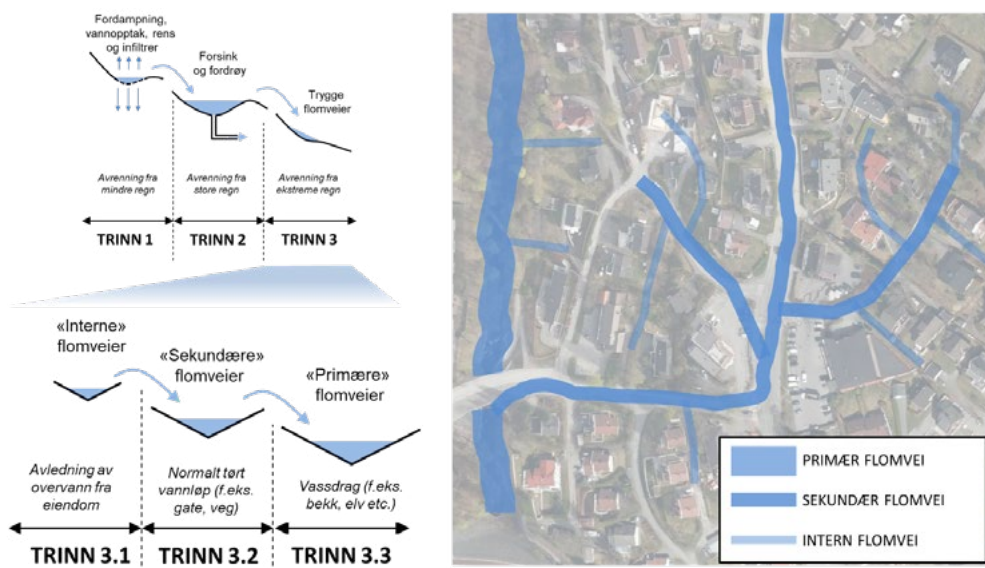 Fordampning,
vannopptak, rens
og infiltrer
Forsink
og fordrøy
Trygge
flomveier
Avrenning fra
mindre regn
Avrenning fra
store regn
Avrenning fra
ekstreme regn
TRINN 1
TRINN 2
TRINN 3
«Interne»
flomveier
«Sekundære»
flomveier
«Primære»
flomveier
Avledning av
overvann fra
eiendom
Normalt tørt
vannløp (f.eks.
gate, veg)
Vassdrag (f.eks.
bekk, elv etc.)
TRINN 3.1
TRINN 3.2
TRINN 3.3
PRIMÆR FLOMVEI
SEKUNDÆR FLOMVEI
INTERN FLOMVEI